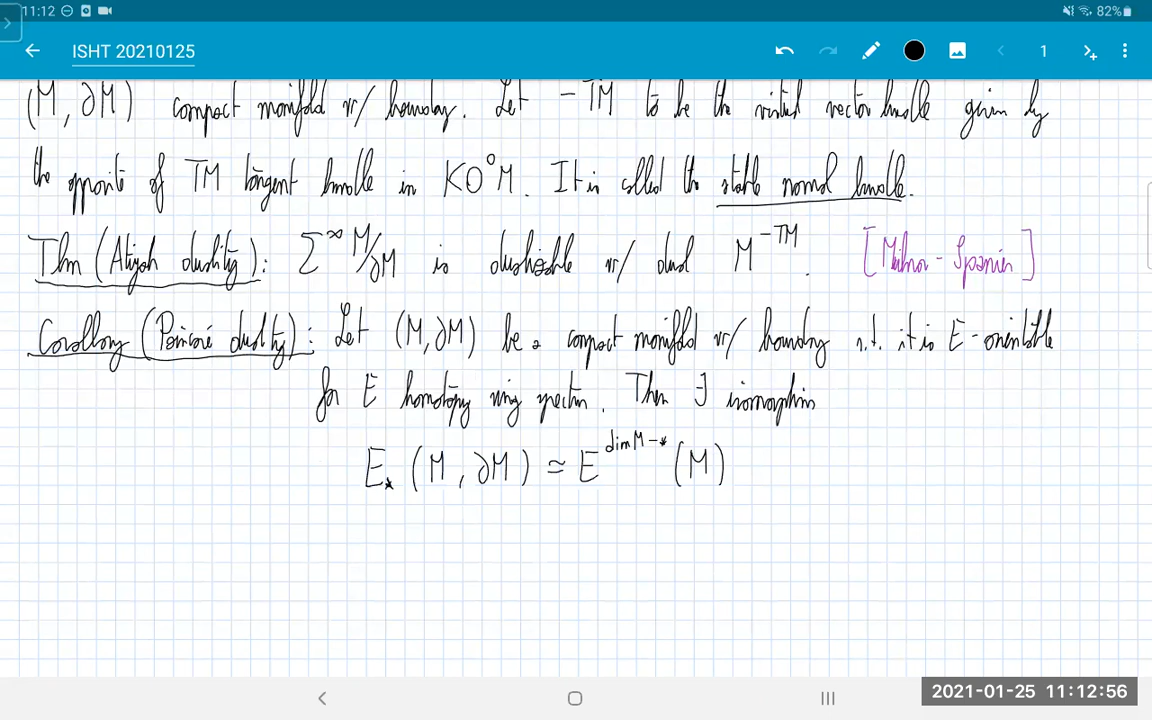 11:12
82%
ISHT 20210125
1
(M, ∂M) compact manifold w/ boundary. Let -TM to be the virtual vector bundle given by
the opposite of TM tangent bundle in KO⁰M. It is called the stable normal bundle.
Thm (Atiyah duality): Σ^∞ M/∂M is dualizable w/ dual M^{-TM}. [Milnor-Spanier]
Corollary (Poincaré duality): Let (M, ∂M) be a compact manifold w/ boundary s.t. it is E-orientable
for E homotopy ring spectrum. Then ∃ isomorphism
E_*(M, ∂M) ≃ E^{dim M-*}(M)
2021-01-25 11:12:56